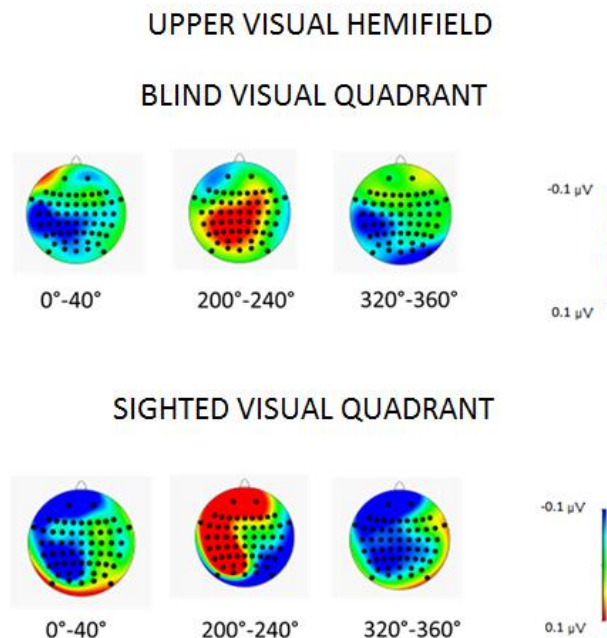 UPPER VISUAL HEMIFIELD
BLIND VISUAL QUADRANT
-0.1 µV
0°-40° 200°-240° 320°-360°
0.1 µV
SIGHTED VISUAL QUADRANT
-0.1 µV
0°-40° 200°-240° 320°-360°
0.1 µV